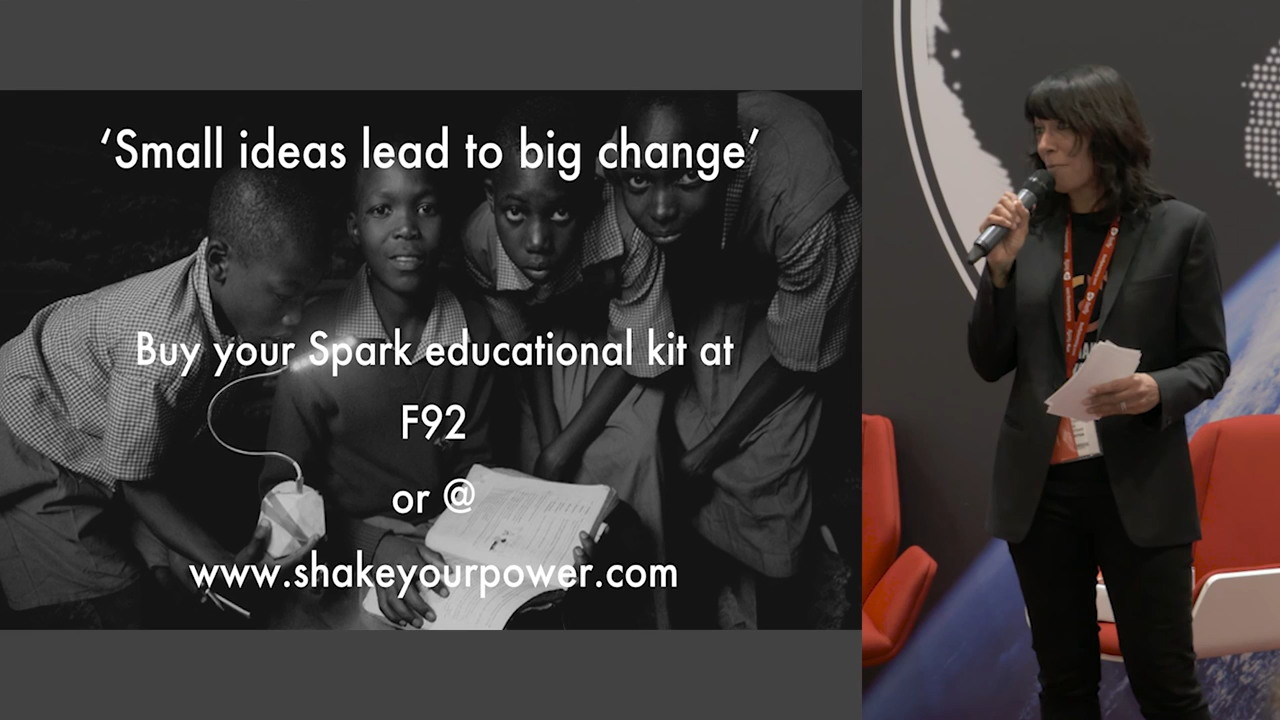 ‘Small ideas lead to big change’
Buy your Spark educational kit at
F92
or @
www.shakeyourpower.com